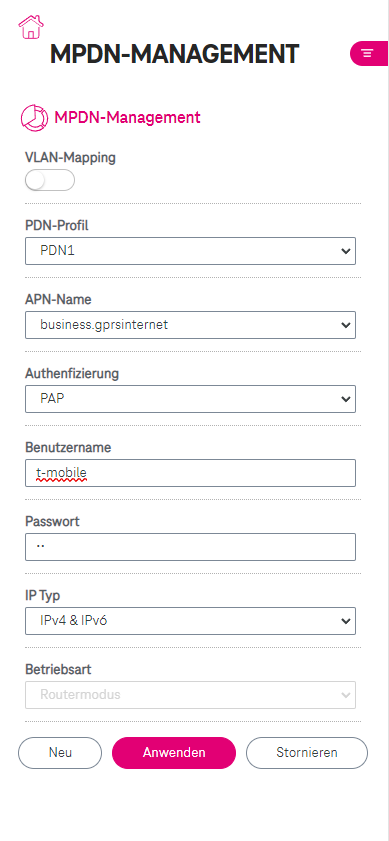 MPDN-MANAGEMENT
MPDN-Management
VLAN-Mapping
PDN-Profil
PDN1
APN-Name
business.gprsinternet
Authenfizierung
PAP
Benutzername
t-mobile
Passwort
••
IP Typ
IPv4 & IPv6
Betriebsart
Routermodus
Neu
Anwenden
Stornieren